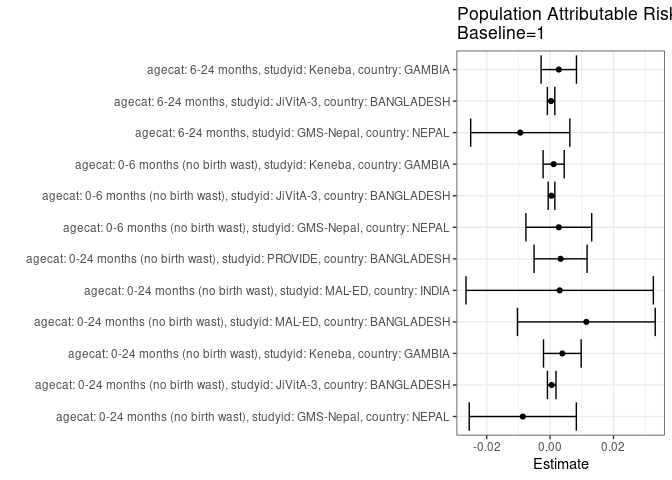 Population Attributable Risk
Baseline=1
agecat: 6-24 months, studyid: Keneba, country: GAMBIA
agecat: 6-24 months, studyid: JiVitA-3, country: BANGLADESH
agecat: 6-24 months, studyid: GMS-Nepal, country: NEPAL
agecat: 0-6 months (no birth wast), studyid: Keneba, country: GAMBIA
agecat: 0-6 months (no birth wast), studyid: JiVitA-3, country: BANGLADESH
agecat: 0-6 months (no birth wast), studyid: GMS-Nepal, country: NEPAL
agecat: 0-24 months (no birth wast), studyid: PROVIDE, country: BANGLADESH
agecat: 0-24 months (no birth wast), studyid: MAL-ED, country: INDIA
agecat: 0-24 months (no birth wast), studyid: MAL-ED, country: BANGLADESH
agecat: 0-24 months (no birth wast), studyid: Keneba, country: GAMBIA
agecat: 0-24 months (no birth wast), studyid: JiVitA-3, country: BANGLADESH
agecat: 0-24 months (no birth wast), studyid: GMS-Nepal, country: NEPAL
-0.02 0.00 0.02
Estimate